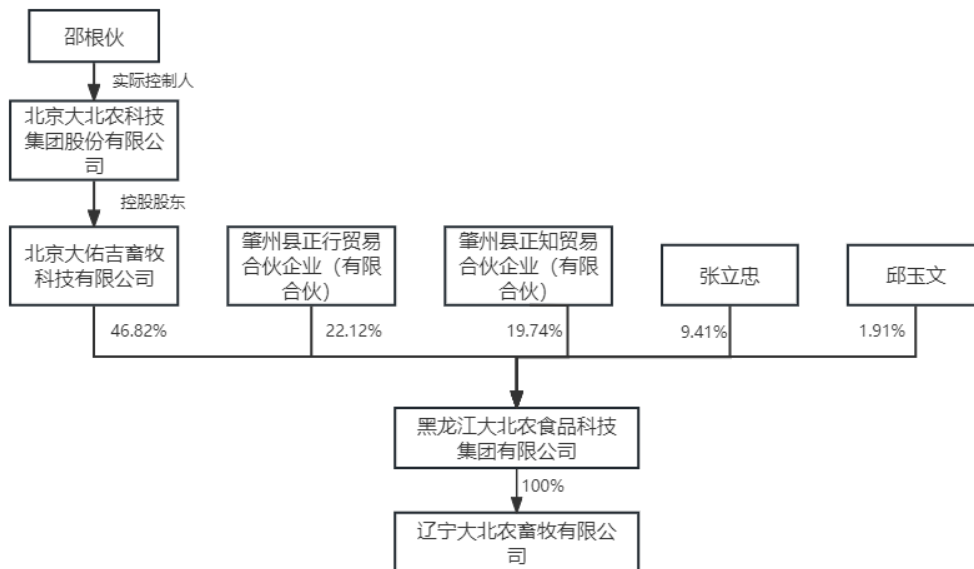 邵根伙
实际控制人
北京大北农科技
集团股份有限公
司
控股股东
北京大佑吉畜牧
科技有限公司
肇州县正行贸易
合伙企业（有限
合伙）
肇州县正知贸易
合伙企业（有限
合伙）
张立忠
邱玉文
46.82%
22.12%
19.74%
9.41%
1.91%
黑龙江大北农食品科技
集团有限公司
100%
辽宁大北农畜牧有限公
司